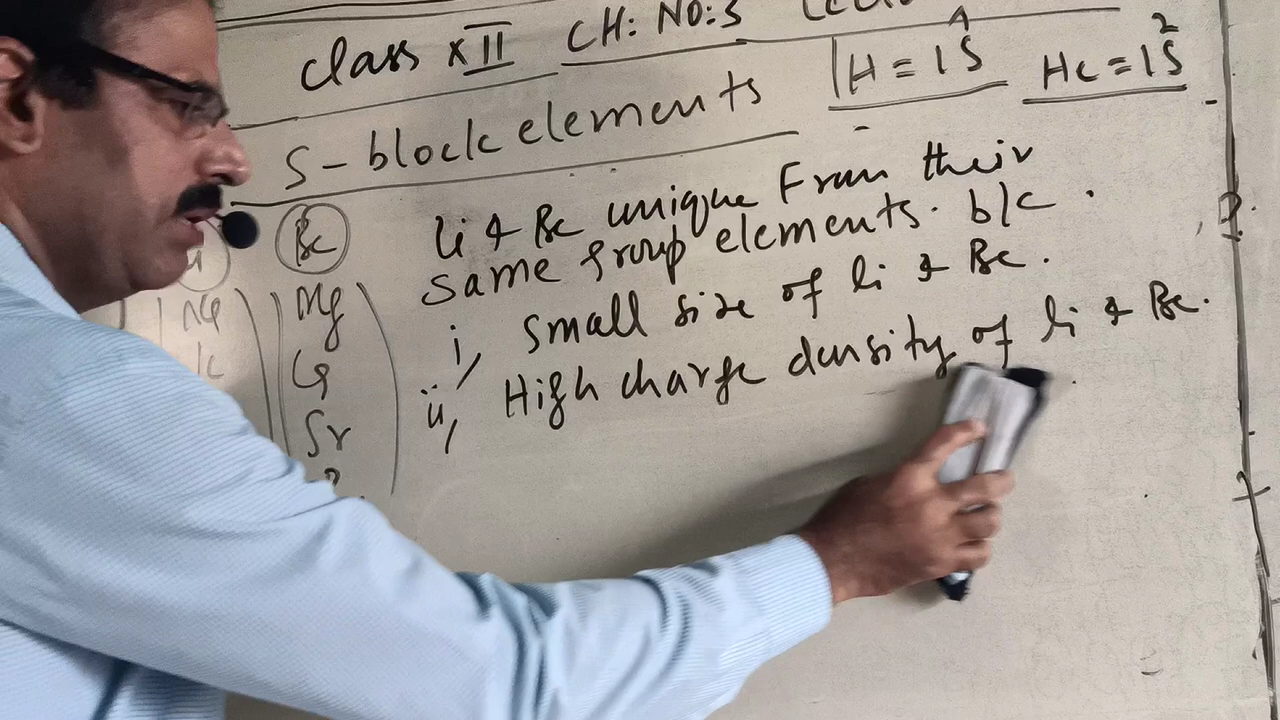 class XII CH: NO: 3
H = 1S¹ He = 1S²
S-block elements
Li & Be unique From their
same group elements. b/c.
i, Small size of li & Be.
ii, High charge density of li & Be.
Be
Mg
Sr